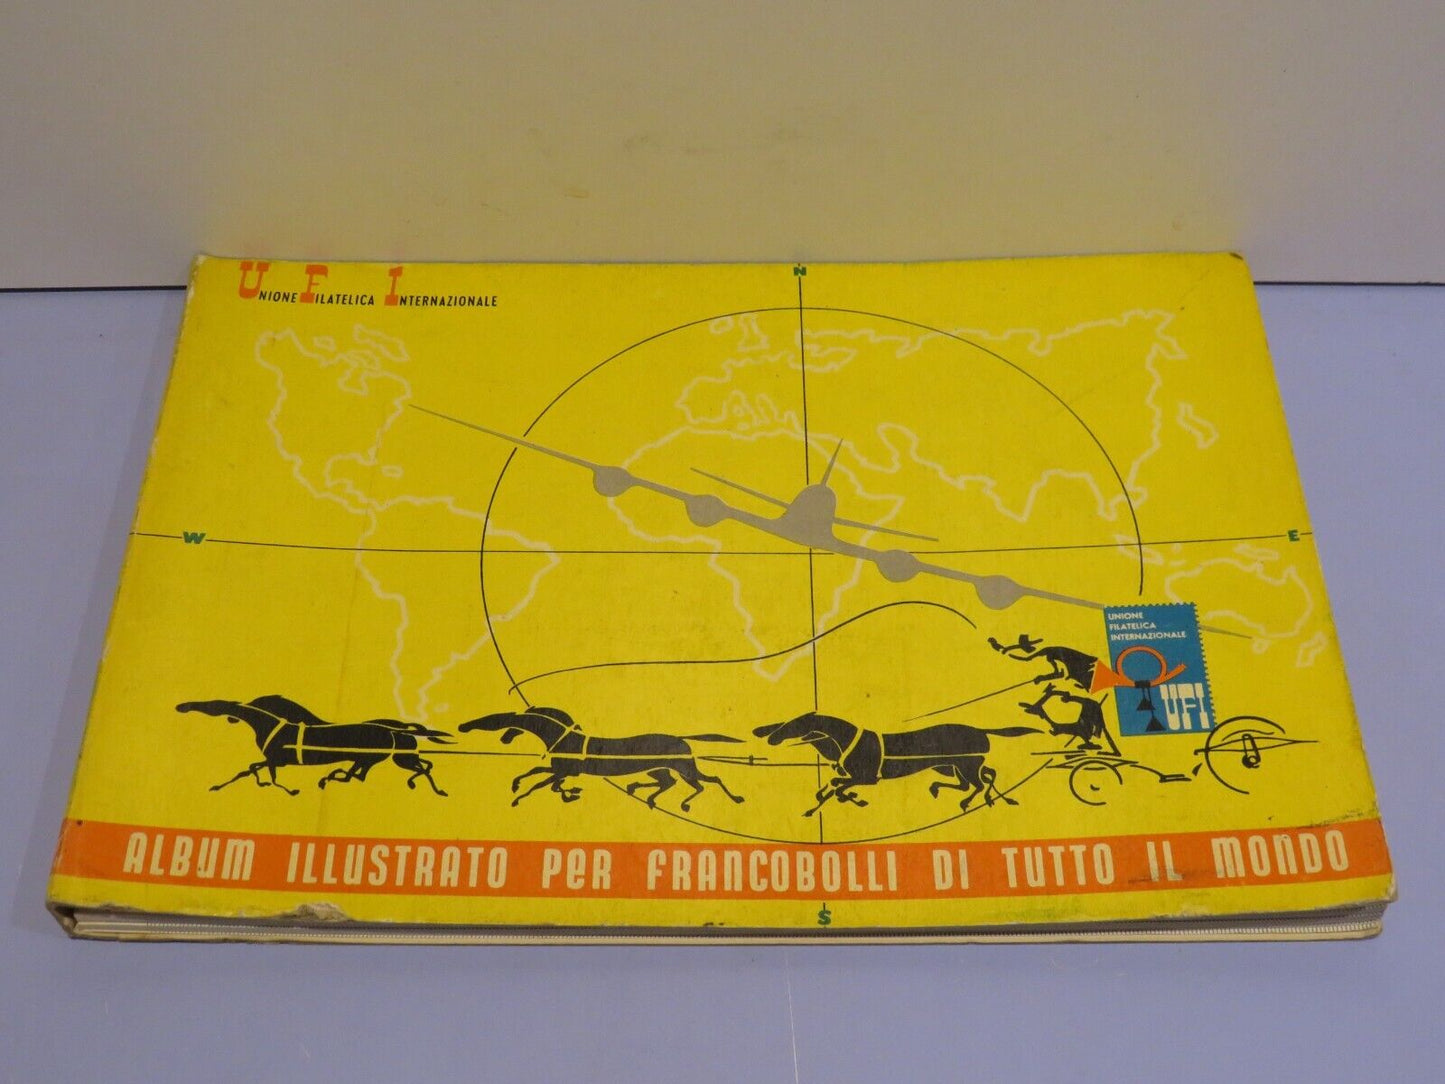 UNIONE FILATELICA INTERNAZIONALE
N
W
E
UNIONE
FILATELICA
INTERNAZIONALE
UFI
ALBUM ILLUSTRATO PER FRANCOBOLLI DI TUTTO IL MONDO
S